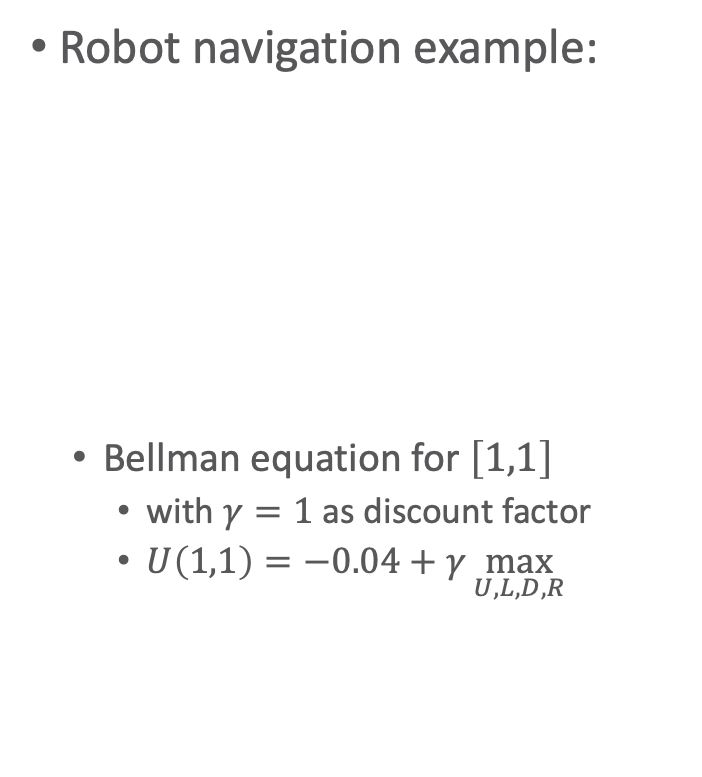 • Robot navigation example:
• Bellman equation for [1,1]
• with γ = 1 as discount factor
• U(1,1) = −0.04 + γ max
U,L,D,R